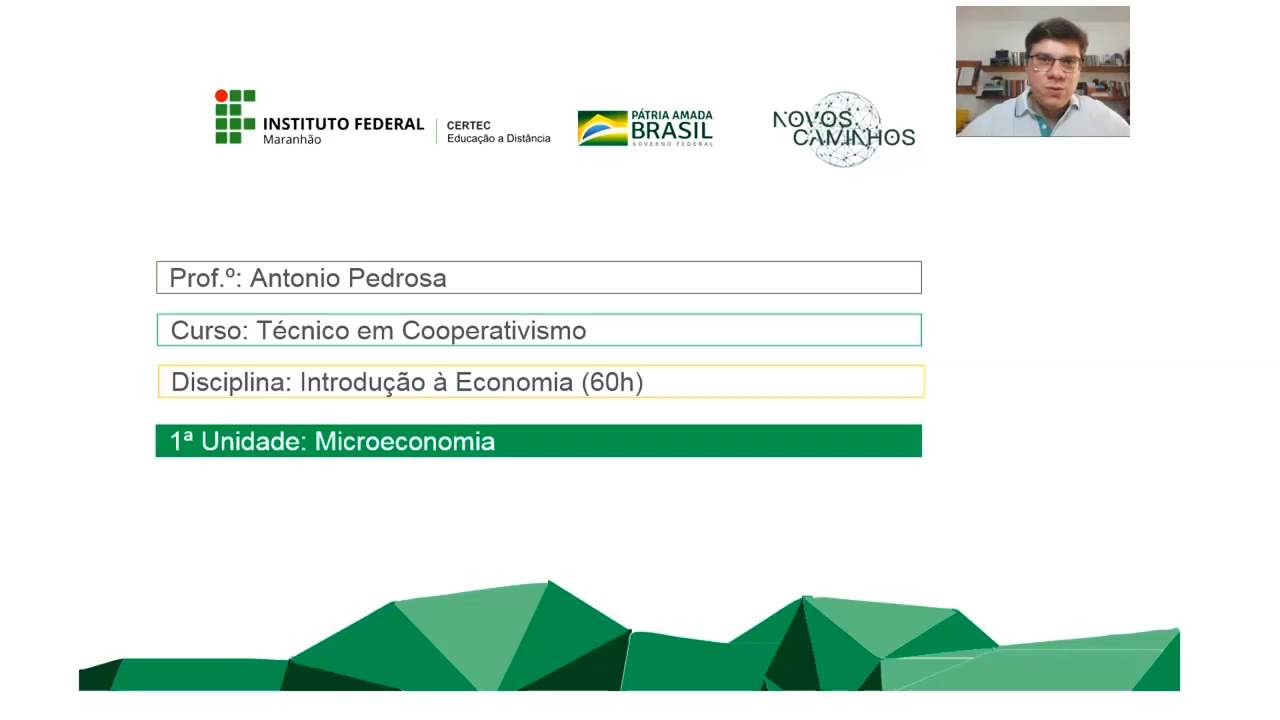 INSTITUTO FEDERAL
Maranhão
CERTEC
Educação a Distância
PÁTRIA AMADA
BRASIL
GOVERNO FEDERAL
NOVOS
CAMINHOS
Prof.º: Antonio Pedrosa
Curso: Técnico em Cooperativismo
Disciplina: Introdução à Economia (60h)
1ª Unidade: Microeconomia